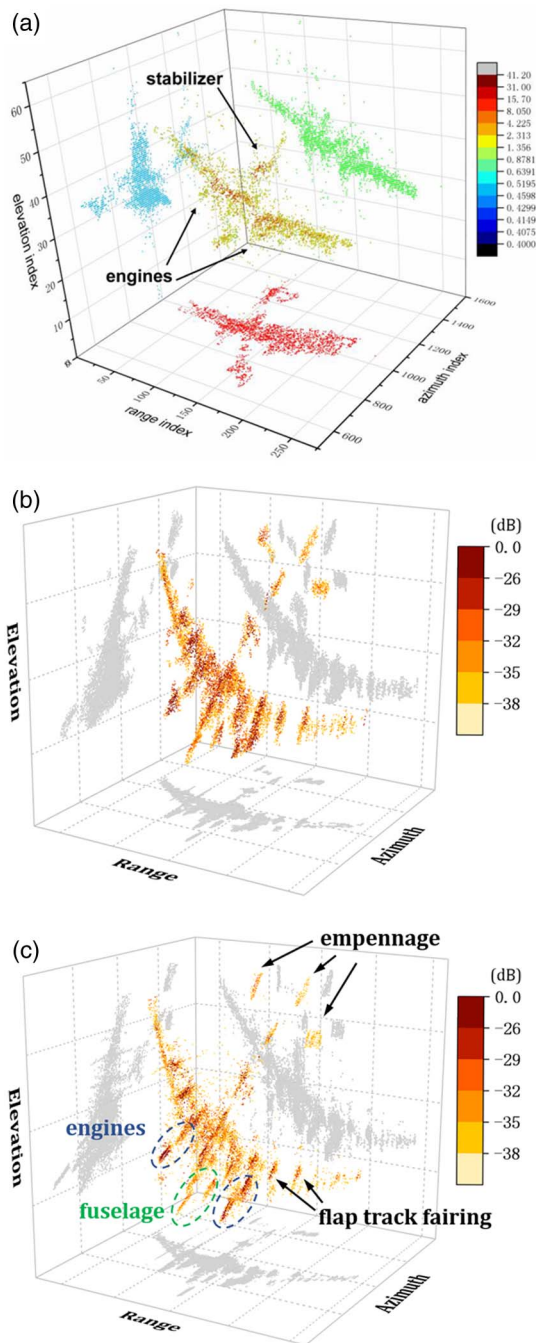 (a)
stabilizer
engines
elevation index
60
50
40
30
20
10
0
range index
50
100
150
200
250
azimuth index
600
800
1000
1200
1400
1600
41.20
31.00
15.70
8.050
4.225
2.313
1.356
0.8781
0.6391
0.5195
0.4598
0.4299
0.4149
0.4075
0.4000
(b)
(dB)
0. 0
−26
−29
−32
−35
−38
Elevation
Range
Azimuth
(c)
empennage
(dB)
0. 0
−26
−29
−32
−35
−38
engines
fuselage
flap track fairing
Elevation
Range
Azimuth